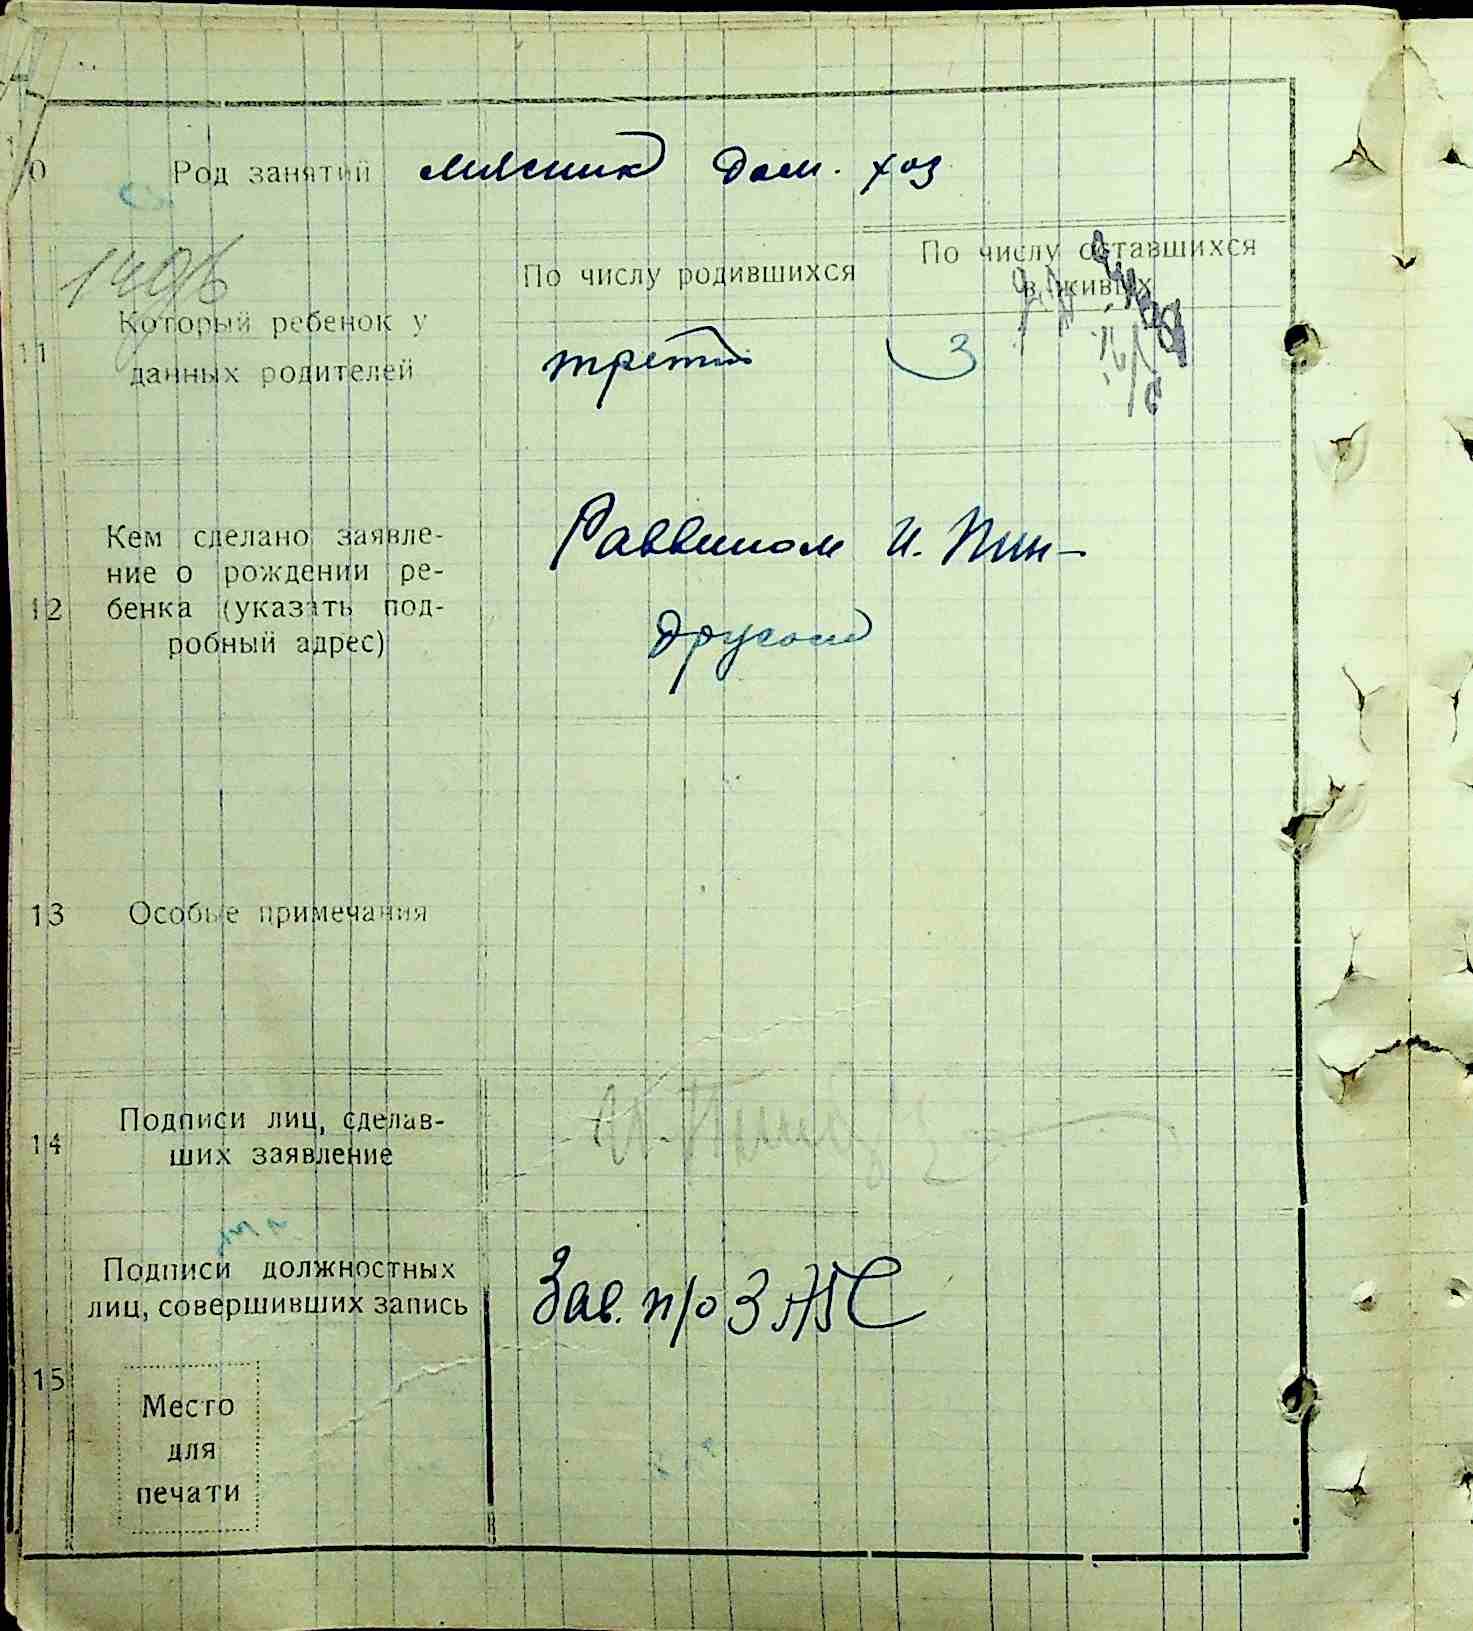 10 Род занятий мясник дом. хоз
По числу родившихся
По числу оставшихся
в живых
11 Который ребенок у
данных родителей
третий 3
12 Кем сделано заявле-
ние о рождении ре-
бенка (указать под-
робный адрес)
Раввином И. Пин-
друсом
13 Особые примечания
14 Подписи лиц, сделав-
ших заявление
И. Пиндрус
Подписи должностных
лиц, совершивших запись
Зав. п/о ЗАГС
15
Место
для
печати